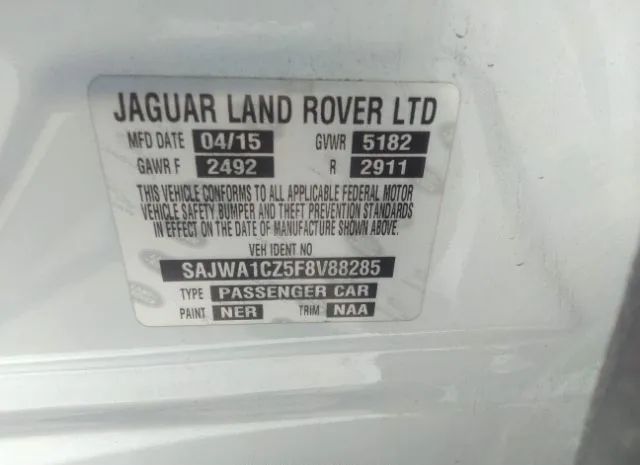 JAGUAR LAND ROVER LTD
MFD DATE 04/15 GVWR 5182
GAWR F 2492 R 2911
THIS VEHICLE CONFORMS TO ALL APPLICABLE FEDERAL MOTOR
VEHICLE SAFETY, BUMPER AND THEFT PREVENTION STANDARDS
IN EFFECT ON THE DATE OF MANUFACTURE SHOWN ABOVE.
VEH IDENT NO
SAJWA1CZ5F8V88285
TYPE PASSENGER CAR
PAINT NER TRIM NAA